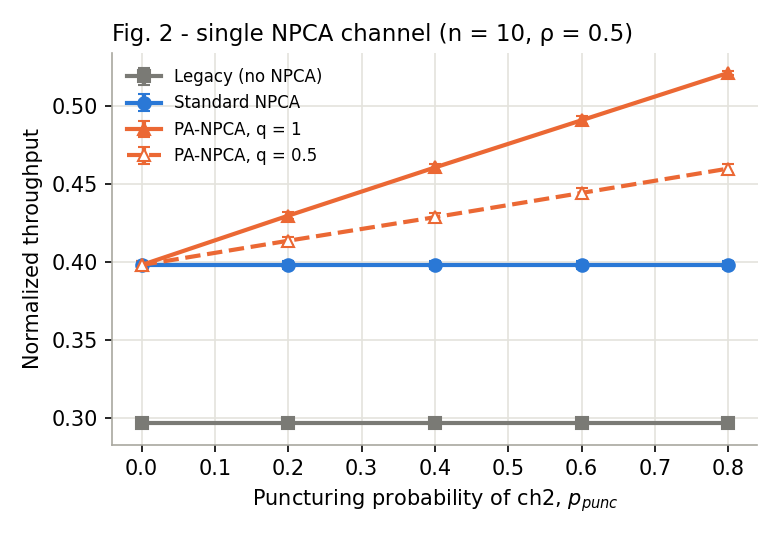 Fig. 2 - single NPCA channel (n = 10, ρ = 0.5)
Legacy (no NPCA)
Standard NPCA
PA-NPCA, q = 1
PA-NPCA, q = 0.5
Normalized throughput
0.50
0.45
0.40
0.35
0.30
0.0 0.1 0.2 0.3 0.4 0.5 0.6 0.7 0.8
Puncturing probability of ch2, p_punc